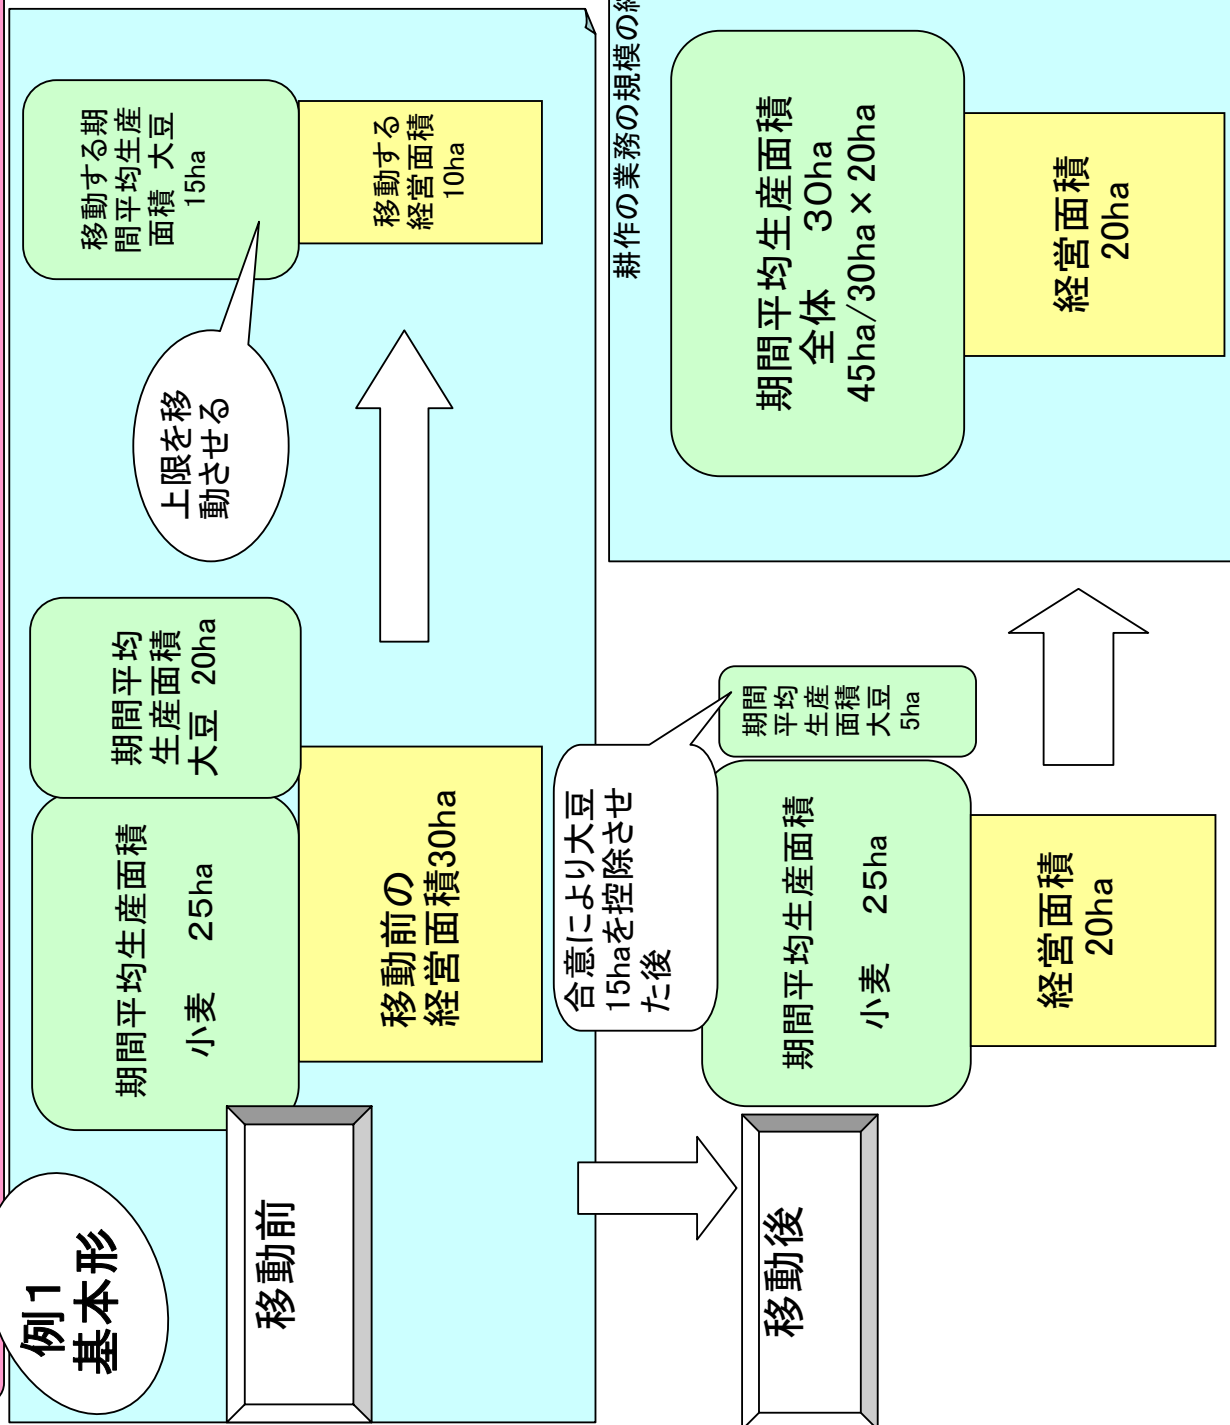 例1
基本形
移動前
期間平均生産面積
小麦　25ha
期間平均
生産面積
大豆 20ha
移動前の
経営面積30ha
上限を移
動させる
移動する期
間平均生産
面積 大豆
15ha
移動する
経営面積
10ha
移動後
合意により大豆
15haを控除させ
た後
期間平均生産面積
小麦　25ha
期間
平均
生産
面積
大豆
5ha
経営面積
20ha
耕作の業務の規模の
期間平均生産面積
全体　30ha
45ha/30ha×20ha
経営面積
20ha